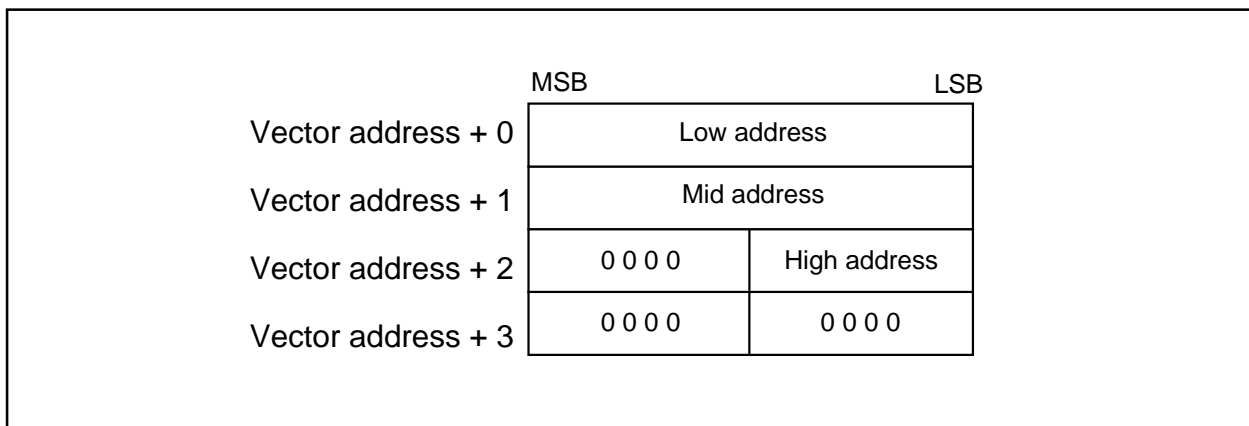 MSB LSB
Vector address + 0 Low address
Vector address + 1 Mid address
Vector address + 2 0 0 0 0 High address
Vector address + 3 0 0 0 0 0 0 0 0